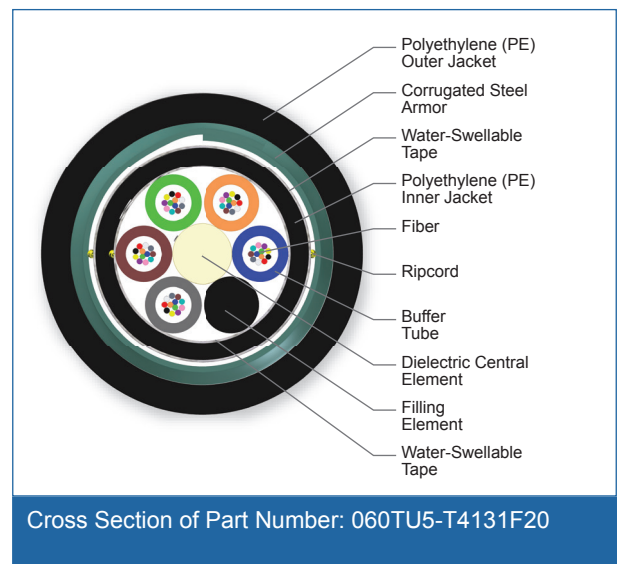 Polyethylene (PE)
Outer Jacket
Corrugated Steel
Armor
Water-Swellable
Tape
Polyethylene (PE)
Inner Jacket
Fiber
Ripcord
Buffer
Tube
Dielectric Central
Element
Filling
Element
Water-Swellable
Tape
Cross Section of Part Number: 060TU5-T4131F20